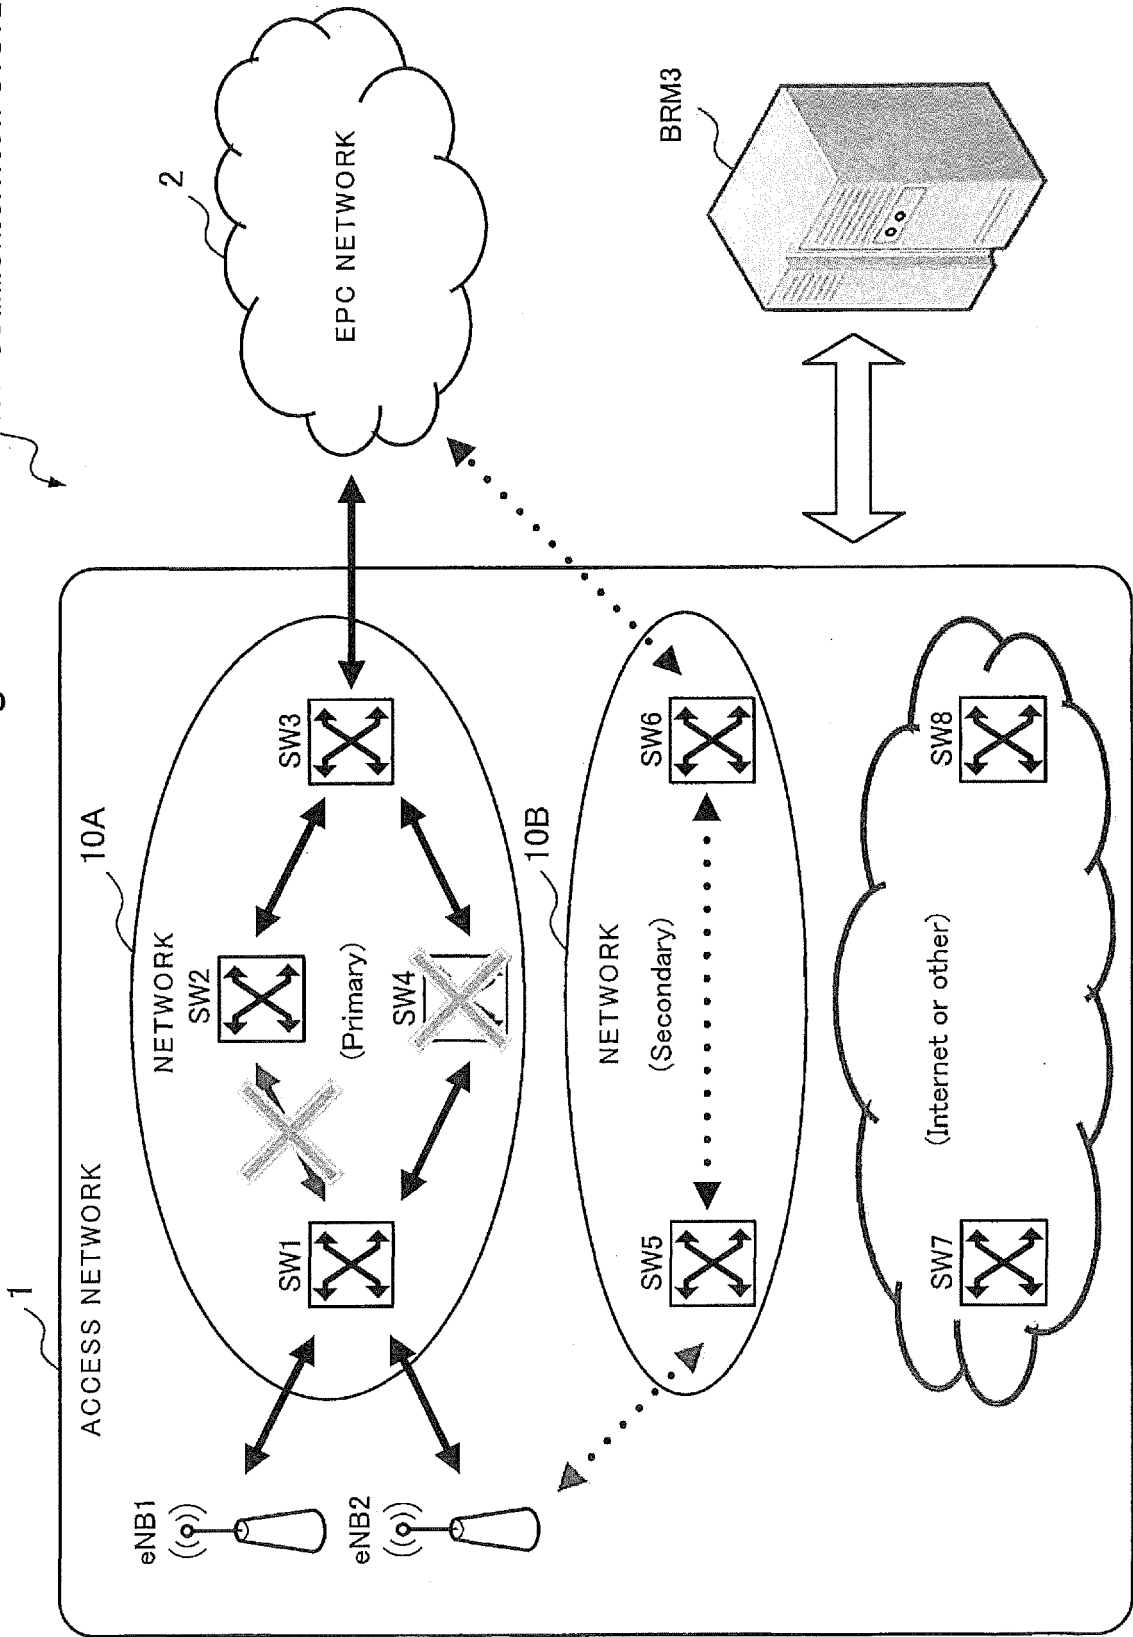 1
ACCESS NETWORK
eNB1
eNB2
10A
NETWORK
SW2
(Primary)
SW4
SW1
SW3
10B
NETWORK
(Secondary)
SW5
SW6
SW7
(Internet or other)
SW8
2
EPC NETWORK
BRM3